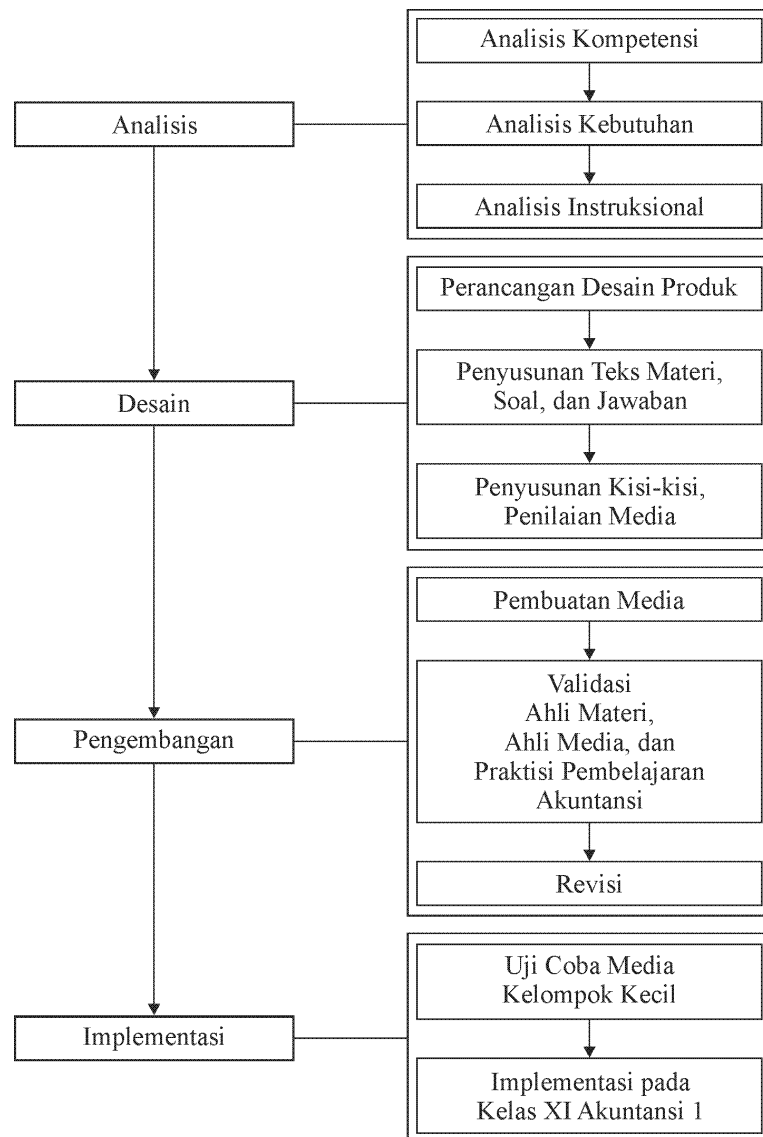 Analisis Kompetensi
Analisis
Analisis Kebutuhan
Analisis Instruksional
Perancangan Desain Produk
Desain
Penyusunan Teks Materi,
Soal, dan Jawaban
Penyusunan Kisi-kisi,
Penilaian Media
Pembuatan Media
Pengembangan
Validasi
Ahli Materi,
Ahli Media, dan
Praktisi Pembelajaran
Akuntansi
Revisi
Uji Coba Media
Kelompok Kecil
Implementasi
Implementasi pada
Kelas XI Akuntansi 1